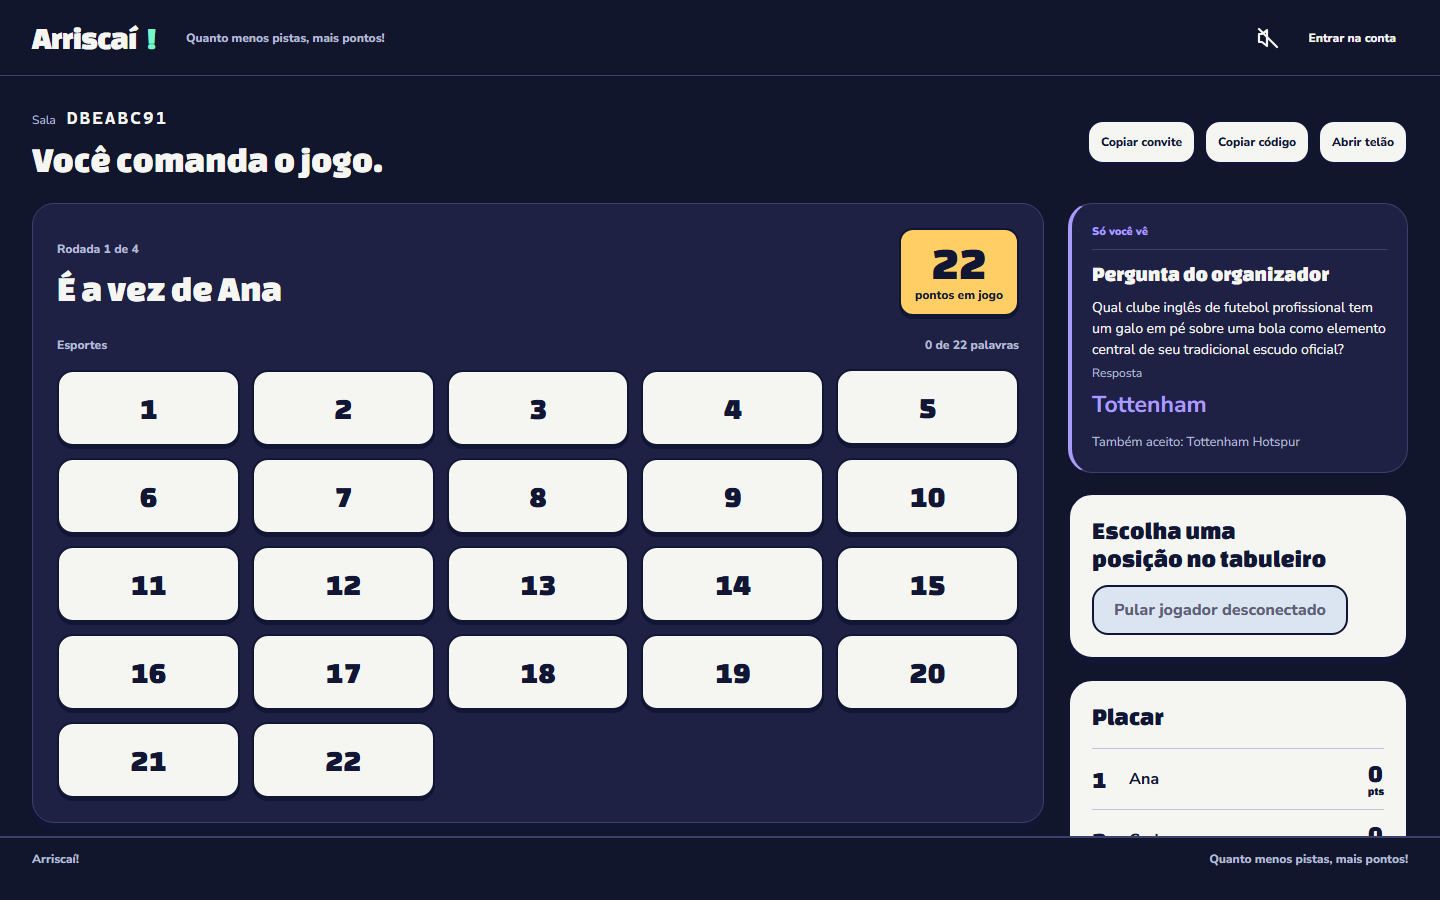 Arriscaí !
Quanto menos pistas, mais pontos!
Entrar na conta
Sala DBEABC91
Você comanda o jogo.
Copiar convite
Copiar código
Abrir telão
Rodada 1 de 4
É a vez de Ana
22
pontos em jogo
Esportes
0 de 22 palavras
1
2
3
4
5
6
7
8
9
10
11
12
13
14
15
16
17
18
19
20
21
22
Só você vê
Pergunta do organizador
Qual clube inglês de futebol profissional tem
um galo em pé sobre uma bola como elemento
central de seu tradicional escudo oficial?
Resposta
Tottenham
Também aceito: Tottenham Hotspur
Escolha uma
posição no tabuleiro
Pular jogador desconectado
Placar
1 Ana 0
pts
Arriscaí!
Quanto menos pistas, mais pontos!